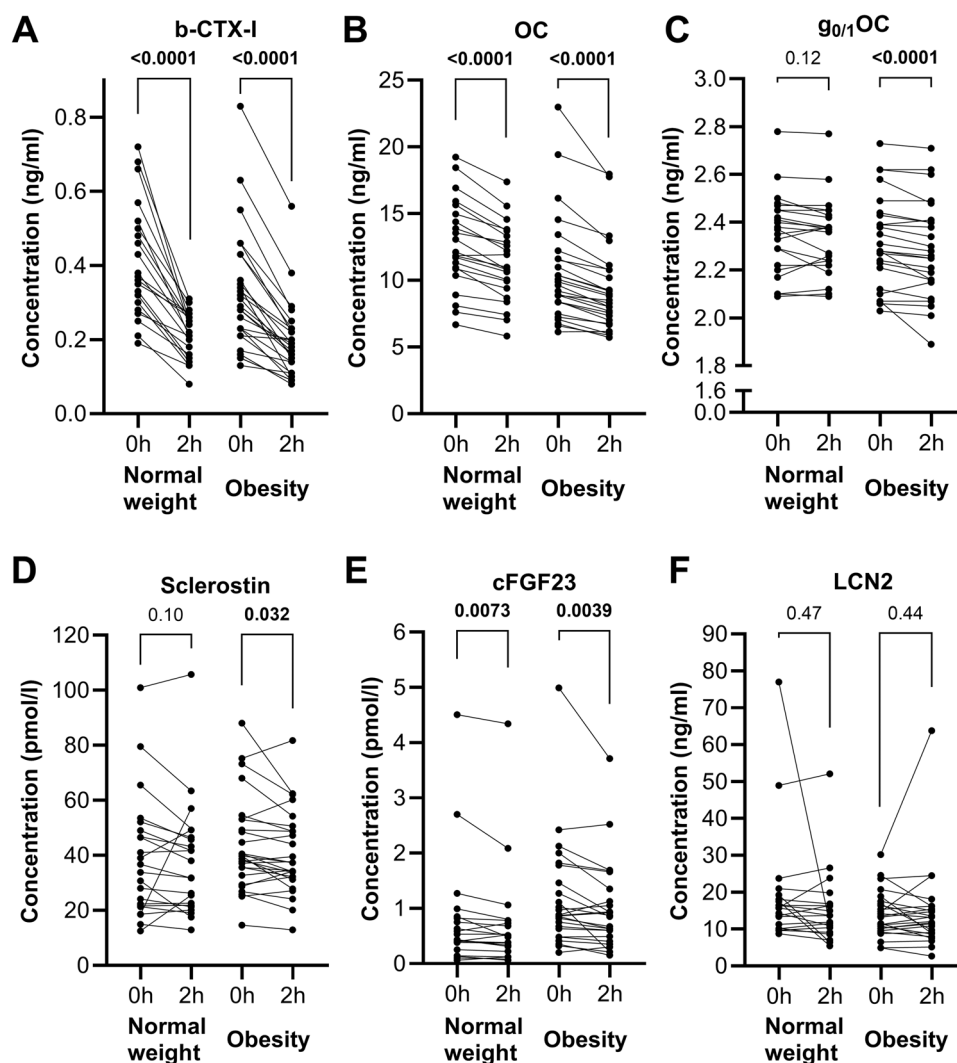 A
b-CTX-I
<0.0001 <0.0001
Concentration (ng/ml)
0.8
0.6
0.4
0.2
0.0
0h 2h 0h 2h
Normal
weight
Obesity
B
OC
<0.0001 <0.0001
Concentration (ng/ml)
25
20
15
10
5
0
0h 2h 0h 2h
Normal
weight
Obesity
C
g0/1OC
0.12 <0.0001
Concentration (ng/ml)
3.0
2.8
2.6
2.4
2.2
2.0
1.8
1.6
0.0
0h 2h 0h 2h
Normal
weight
Obesity
D
Sclerostin
0.10 0.032
Concentration (pmol/l)
120
100
80
60
40
20
0
0h 2h 0h 2h
Normal
weight
Obesity
E
cFGF23
0.0073 0.0039
Concentration (pmol/l)
6
5
4
3
2
1
0
0h 2h 0h 2h
Normal
weight
Obesity
F
LCN2
0.47 0.44
Concentration (ng/ml)
90
80
70
60
50
40
30
20
10
0
0h 2h 0h 2h
Normal
weight
Obesity